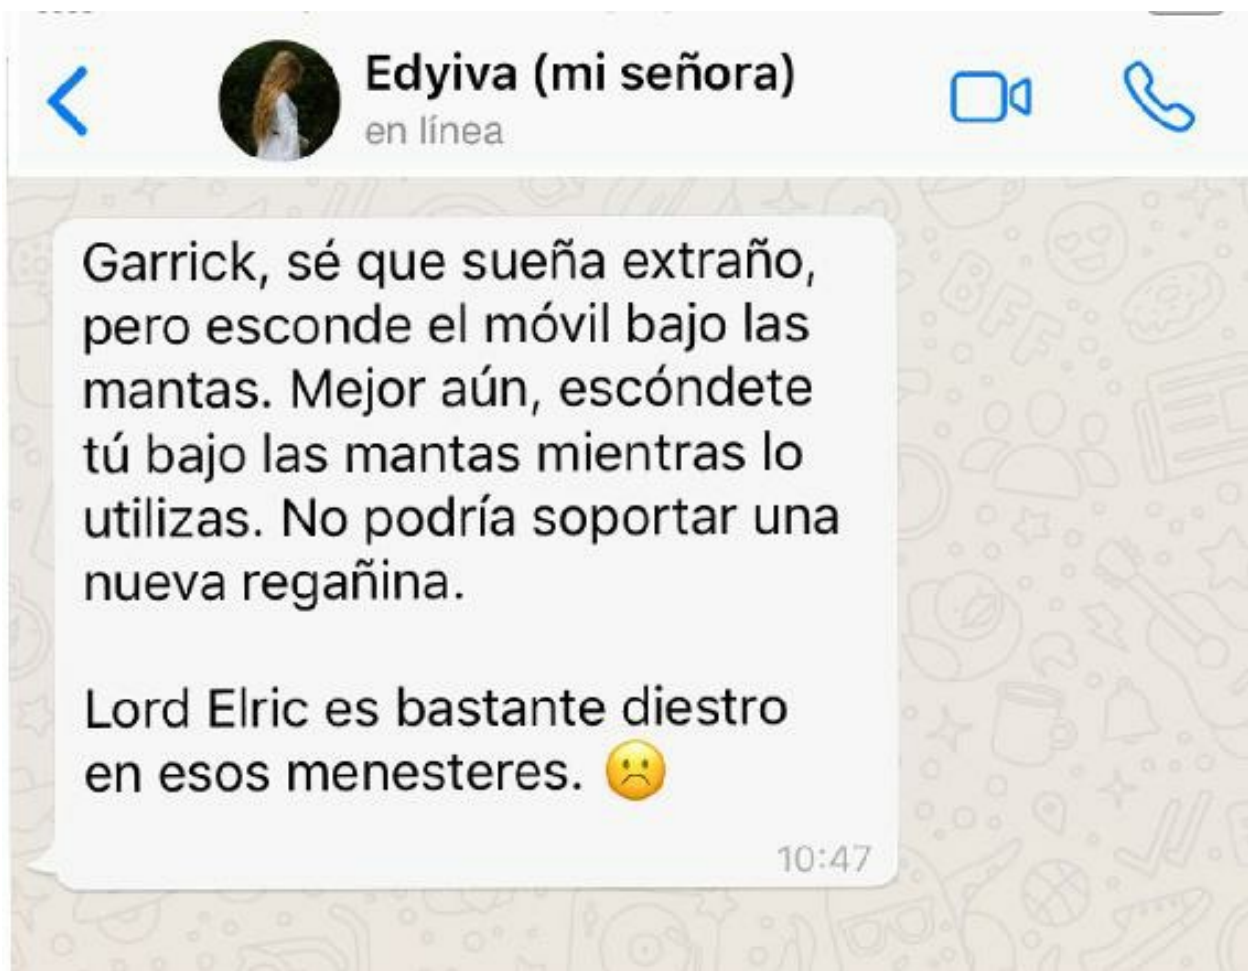 Edyiva (mi señora)
en línea
Garrick, sé que sueña extraño,
pero esconde el móvil bajo las
mantas. Mejor aún, escóndete
tú bajo las mantas mientras lo
utilizas. No podría soportar una
nueva regañina.
Lord Elric es bastante diestro
en esos menesteres. ☹️
10:47